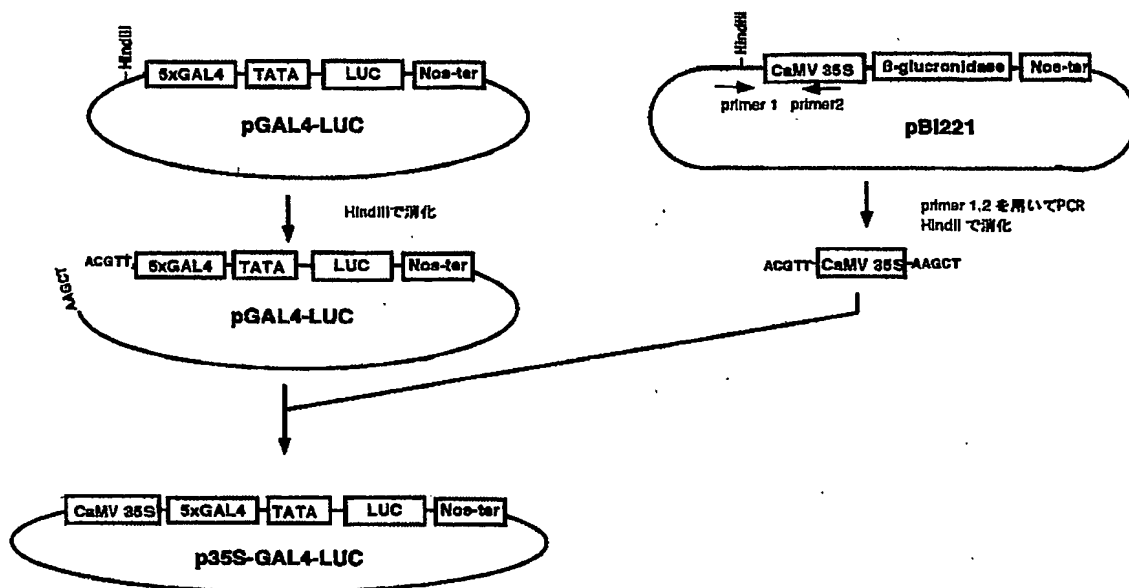 HindIII
5xGAL4 TATA LUC Nos-ter
pGAL4-LUC
HindIII
CaMV 35S β-glucronidase Nos-ter
primer 1 primer2
pBI221
HindIIIで消化
primer 1,2 を用いてPCR
HindII で消化
AAGCT
ACGTT 5xGAL4 TATA LUC Nos-ter
pGAL4-LUC
ACGTT CaMV 35S AAGCT
CaMV 35S 5xGAL4 TATA LUC Nos-ter
p35S-GAL4-LUC